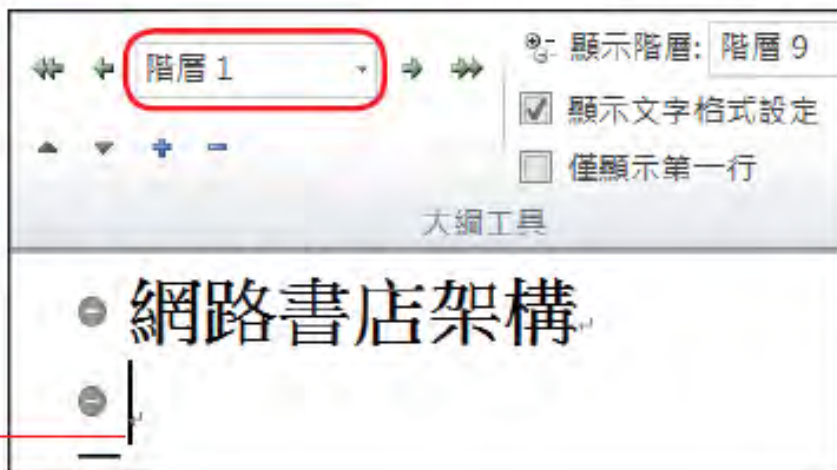 階層 1
顯示階層: 階層 9
顯示文字格式設定
僅顯示第一行
大綱工具
網路書店架構